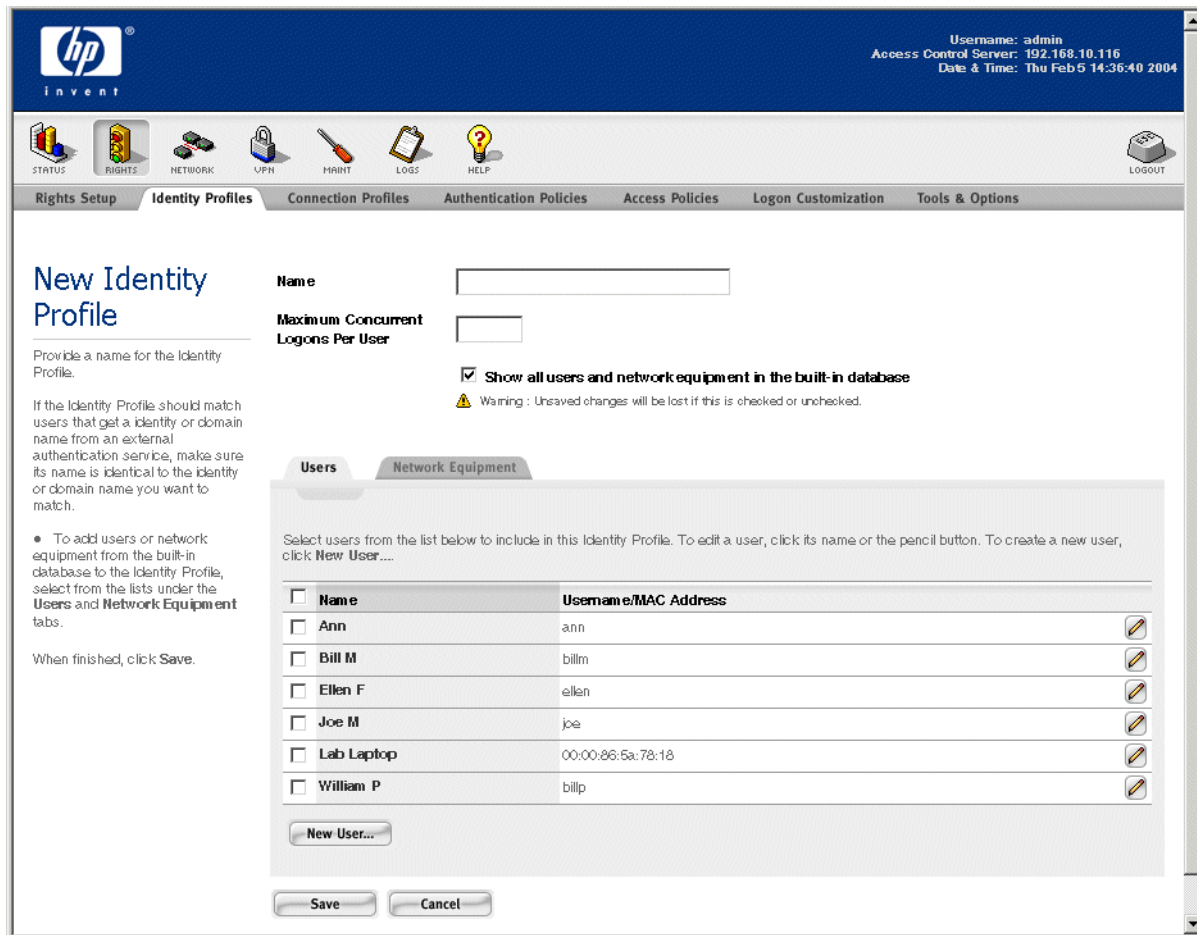 hp
®
invent
Username: admin
Access Control Server: 192.168.10.116
Date & Time: Thu Feb 5 14:36:40 2004
STATUS
RIGHTS
NETWORK
VPN
MAINT
LOGS
HELP
LOGOUT
Rights Setup
Identity Profiles
Connection Profiles
Authentication Policies
Access Policies
Logon Customization
Tools & Options
New Identity
Profile
Provide a name for the Identity
Profile.
If the Identity Profile should match
users that get a identity or domain
name from an external
authentication service, make sure
its name is identical to the identity
or domain name you want to
match.
• To add users or network
equipment from the built-in
database to the Identity Profile,
select from the lists under the
Users and Network Equipment
tabs.
When finished, click Save.
Name
Maximum Concurrent
Logons Per User
Show all users and network equipment in the built-in database
Warning : Unsaved changes will be lost if this is checked or unchecked.
Users
Network Equipment
Select users from the list below to include in this Identity Profile. To edit a user, click its name or the pencil button. To create a new user,
click New User....
Name Username/MAC Address
Ann ann
Bill M billm
Ellen F ellen
Joe M joe
Lab Laptop 00:00:86:5a:78:18
William P billp
New User...
Save
Cancel